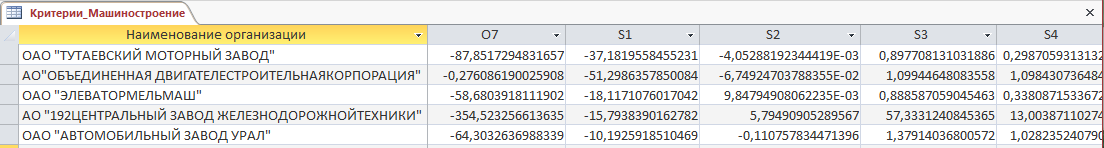 Критерии_Машиностроение
Наименование организации O7 S1 S2 S3 S4
ОАО "ТУТАЕВСКИЙ МОТОРНЫЙ ЗАВОД" -87,8517294831657 -37,1819558455231 -4,05288192344419E-03 0,897708131031886 0,2987059313132
АО"ОБЪЕДИНЕННАЯ ДВИГАТЕЛЕСТРОИТЕЛЬНАЯКОРПОРАЦИЯ" -0,276086190025908 -51,2986357850084 -6,74924703788355E-02 1,09944648083558 1,098430736484
ОАО "ЭЛЕВАТОРМЕЛЬМАШ" -58,6803918111902 -18,1171076017042 9,84794908062235E-03 0,888587059045463 0,3380871533672
АО "192ЦЕНТРАЛЬНЫЙ ЗАВОД ЖЕЛЕЗНОДОРОЖНОЙТЕХНИКИ" -354,523256613635 -15,7938390162782 5,79490905289567 57,3331240845365 13,00387110274
ОАО "АВТОМОБИЛЬНЫЙ ЗАВОД УРАЛ" -64,3032636988339 -10,1925918510469 -0,110757834471396 1,37914036800572 1,028235240790